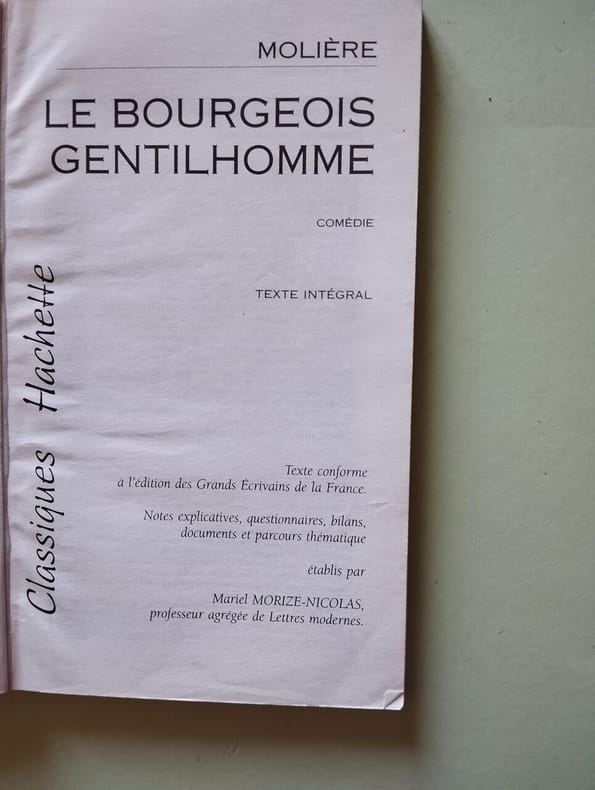 MOLIÈRE
LE BOURGEOIS
GENTILHOMME
COMÉDIE
TEXTE INTÉGRAL
Classiques Hachette
Texte conforme
à l'édition des Grands Écrivains de la France.
Notes explicatives, questionnaires, bilans,
documents et parcours thématique
établis par
Mariel MORIZE-NICOLAS,
professeur agrégée de Lettres modernes.